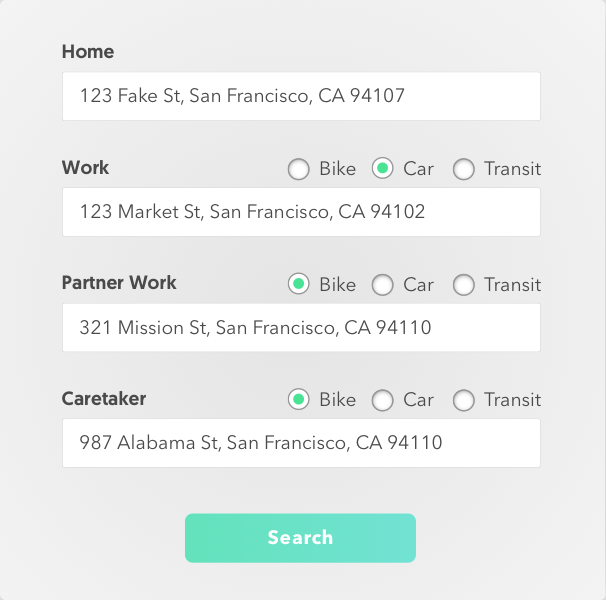 Home
123 Fake St, San Francisco, CA 94107
Work Bike Car Transit
123 Market St, San Francisco, CA 94102
Partner Work Bike Car Transit
321 Mission St, San Francisco, CA 94110
Caretaker Bike Car Transit
987 Alabama St, San Francisco, CA 94110
Search